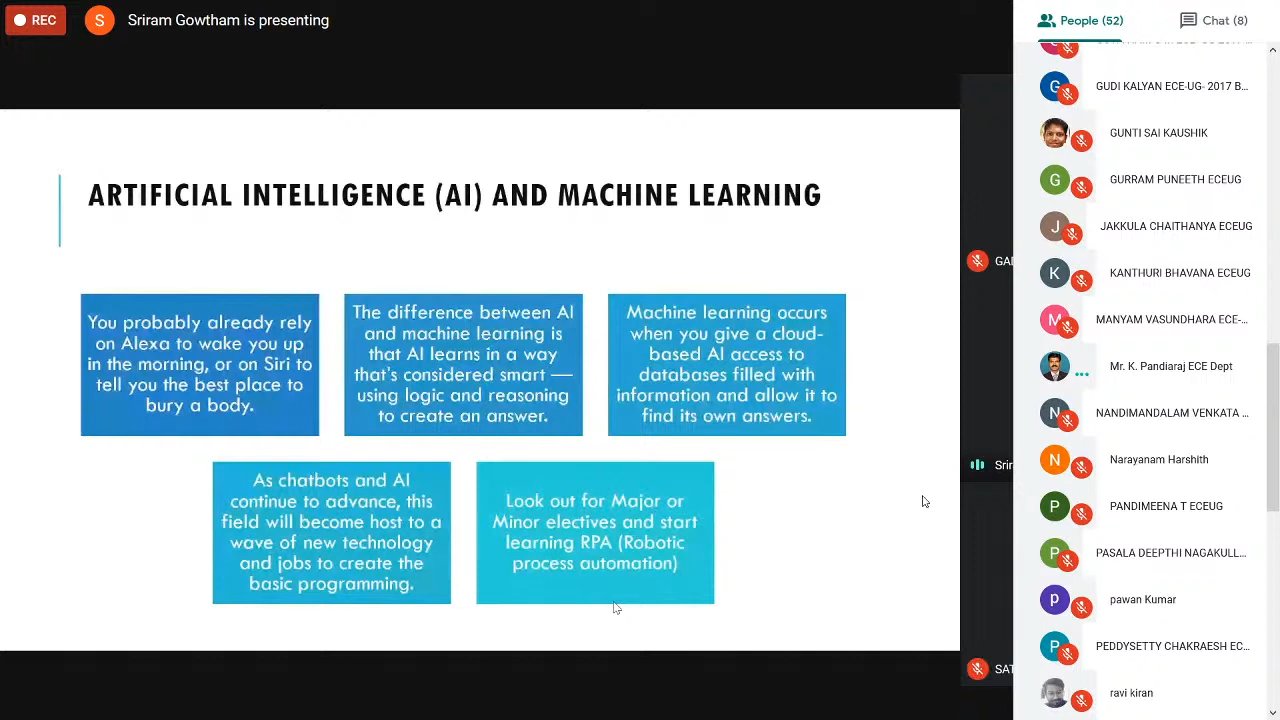 REC
S
Sriram Gowtham is presenting
People (52)
Chat (8)
ARTIFICIAL INTELLIGENCE (AI) AND MACHINE LEARNING
You probably already rely
on Alexa to wake you up
in the morning, or on Siri to
tell you the best place to
bury a body.
The difference between AI
and machine learning is
that AI learns in a way
that's considered smart —
using logic and reasoning
to create an answer.
Machine learning occurs
when you give a cloud-
based AI access to
databases filled with
information and allow it to
find its own answers.
As chatbots and AI
continue to advance, this
field will become host to a
wave of new technology
and jobs to create the
basic programming.
Look out for Major or
Minor electives and start
learning RPA (Robotic
process automation)
GAD
Srir
SAT
G
GUDI KALYAN ECE-UG- 2017 B...
GUNTI SAI KAUSHIK
G
GURRAM PUNEETH ECEUG
J
JAKKULA CHAITHANYA ECEUG
K
KANTHURI BHAVANA ECEUG
M
MANYAM VASUNDHARA ECE-...
Mr. K. Pandiaraj ECE Dept
N
NANDIMANDALAM VENKATA ...
N
Narayanam Harshith
P
PANDIMEENA T ECEUG
P
PASALA DEEPTHI NAGAKULL...
p
pawan Kumar
P
PEDDYSETTY CHAKRAESH EC...
ravi kiran